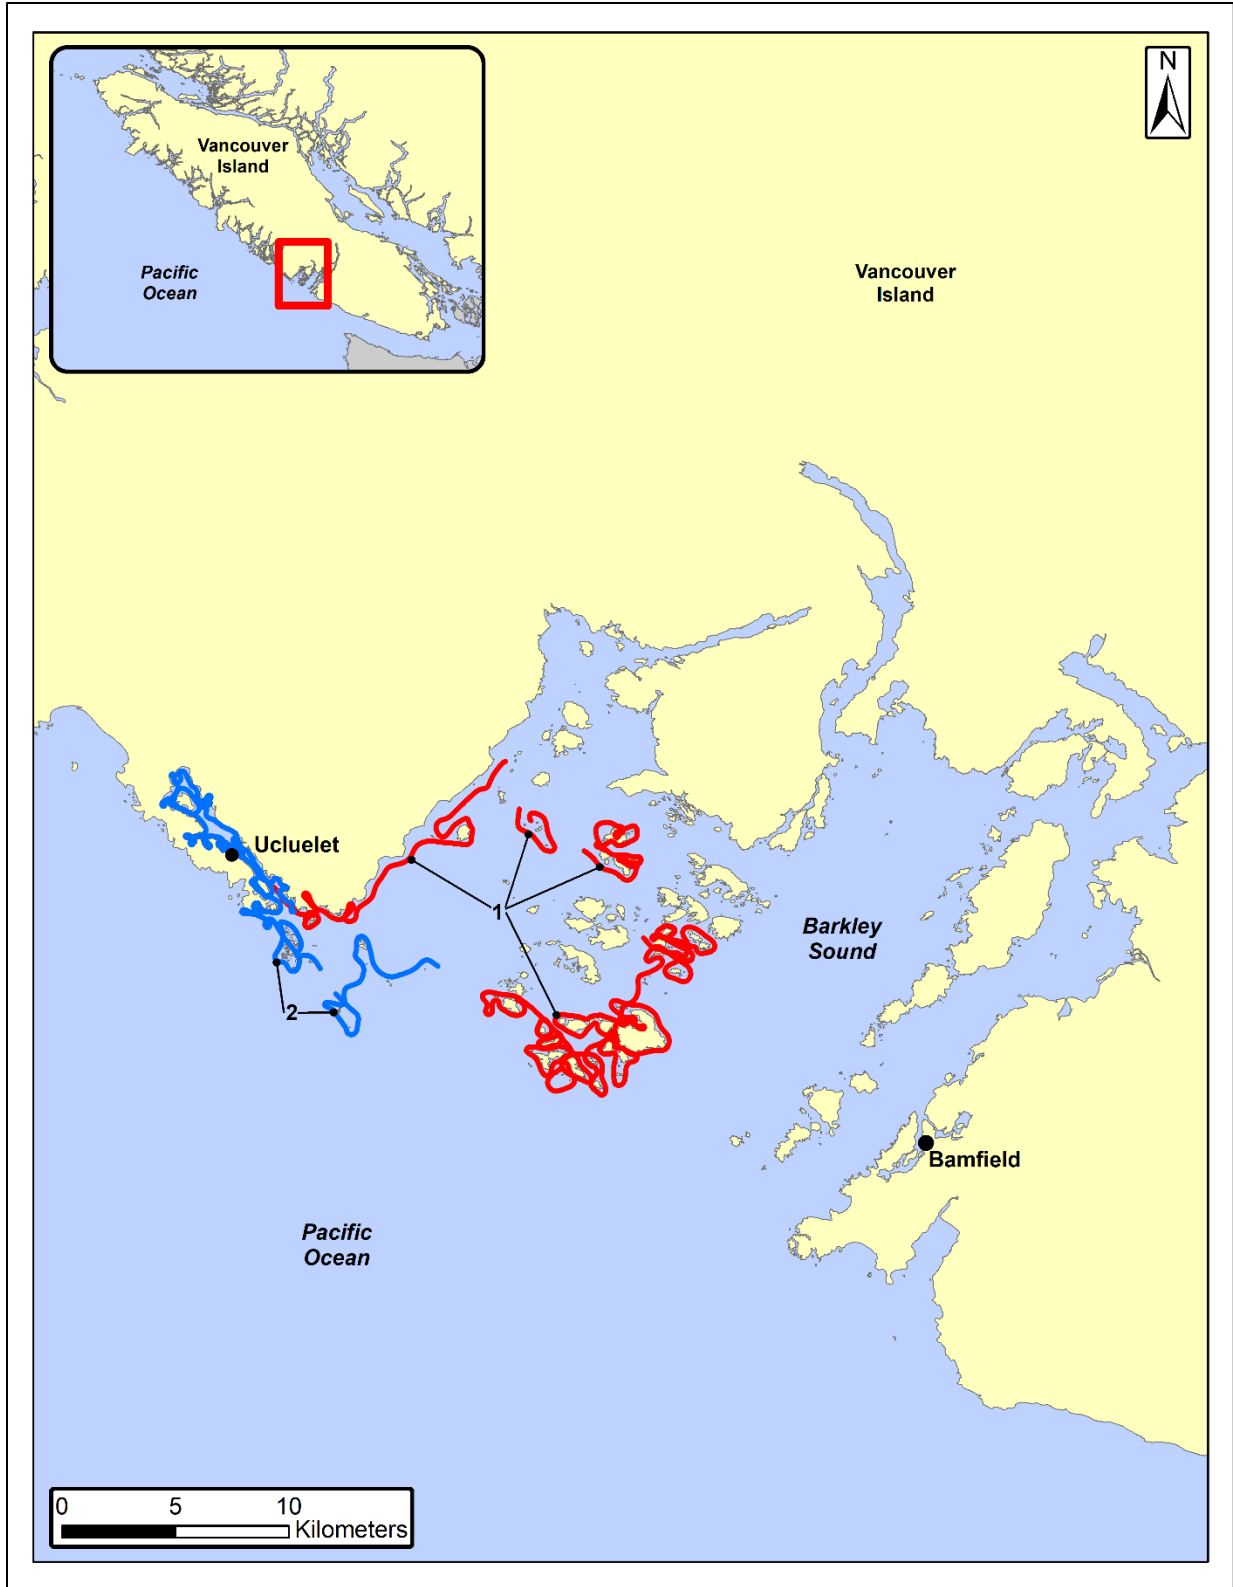 N
Vancouver
Island
Pacific
Ocean
Vancouver
Island
Ucluelet
1
Barkley
Sound
2
Bamfield
Pacific
Ocean
0 5 10
Kilometers